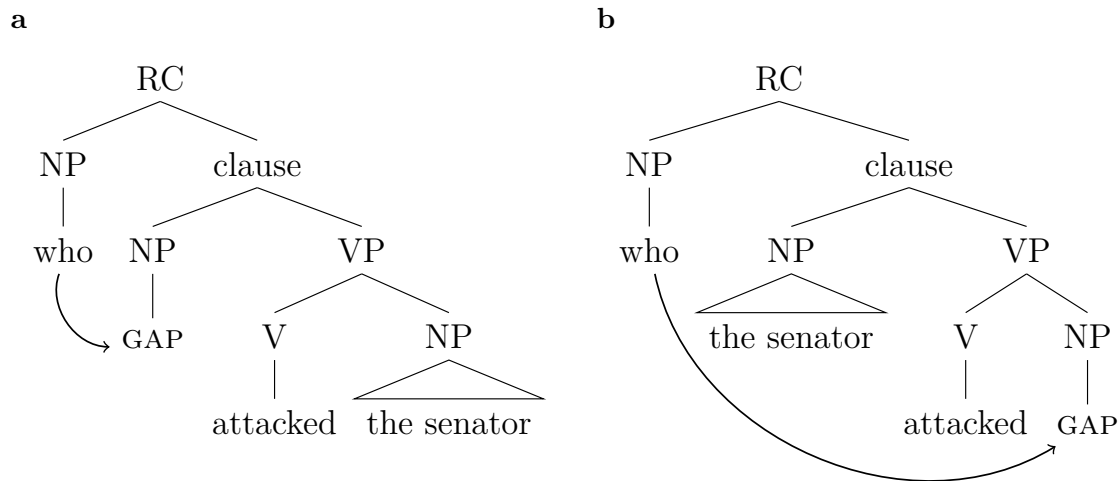 a b
RC RC
NP clause NP clause
who NP VP who NP VP
GAP V NP the senator V NP
attacked the senator attacked GAP